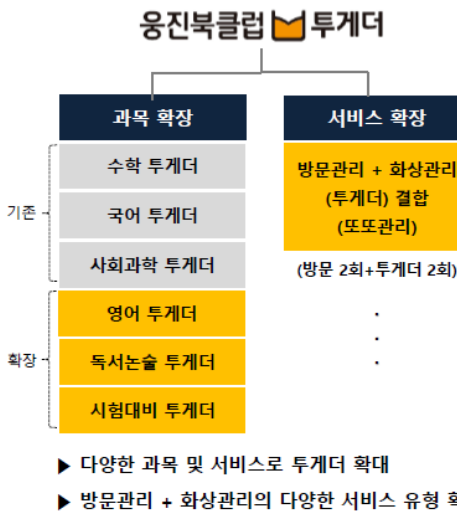 웅진북클럽 투게더
과목 확장
서비스 확장
기존
수학 투게더
국어 투게더
사회과학 투게더
확장
영어 투게더
독서논술 투게더
시험대비 투게더
방문관리 + 화상관리
(투게더) 결합
(또또관리)
(방문 2회+투게더 2회)
▶ 다양한 과목 및 서비스로 투게더 확대
▶ 방문관리 + 화상관리의 다양한 서비스 유형